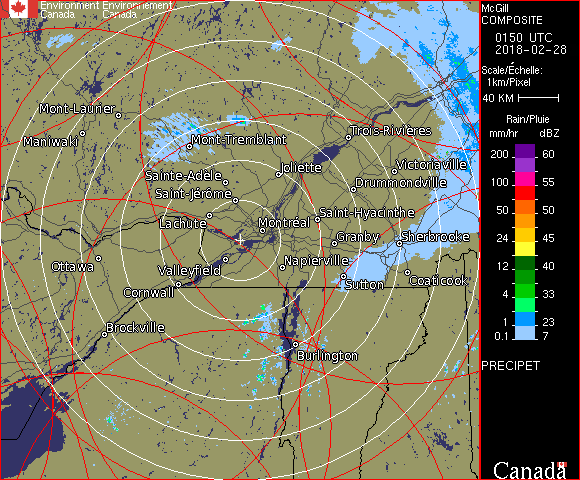 Environment Environnement
Canada Canada
McGill
COMPOSITE
0150 UTC
2018-02-28
Scale/Échelle:
1km/Pixel
40 KM
Rain/Pluie
mm/hr dBZ
200 60
155
100 55
50 50
24 45
12 40
4 33
1 23
0.1 7
PRECIPET
Canada
Mont-Laurier
Maniwaki
Mont-Tremblant
Trois-Rivières
Victoriaville
Joliette
Sainte-Adèle
Drummondville
Saint-Jérôme
Saint-Hyacinthe
Lachute
Montréal
Granby
Sherbrooke
Ottawa
Valleyfield
Napierville
Cornwall
Sutton
Coaticook
Brockville
Burlington